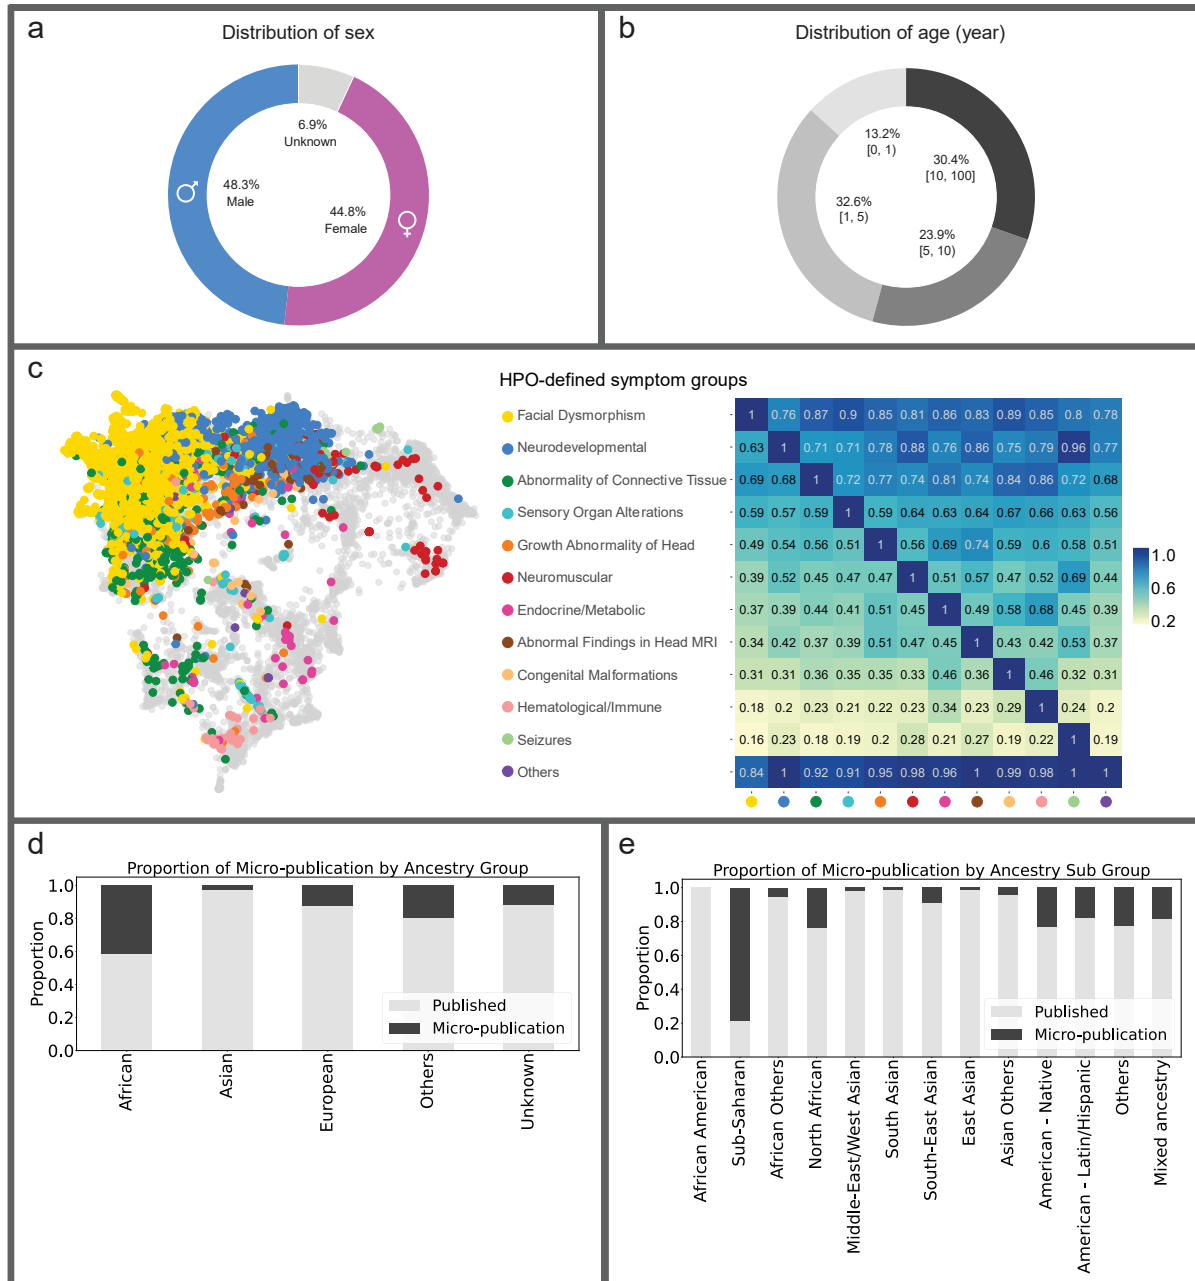 a
Distribution of sex
6.9%
Unknown
48.3%
Male
44.8%
Female
b
Distribution of age (year)
13.2%
[0, 1)
30.4%
[10, 100]
32.6%
[1, 5)
23.9%
[5, 10)
c
HPO-defined symptom groups
Facial Dysmorphism
Neurodevelopmental
Abnormality of Connective Tissue
Sensory Organ Alterations
Growth Abnormality of Head
Neuromuscular
Endocrine/Metabolic
Abnormal Findings in Head MRI
Congenital Malformations
Hematological/Immune
Seizures
Others
1 0.76 0.87 0.9 0.85 0.81 0.86 0.83 0.89 0.85 0.8 0.78
0.63 1 0.71 0.71 0.78 0.88 0.76 0.86 0.75 0.79 0.96 0.77
0.69 0.68 1 0.72 0.77 0.74 0.81 0.74 0.84 0.86 0.72 0.68
0.59 0.57 0.59 1 0.59 0.64 0.63 0.64 0.67 0.66 0.63 0.56
0.49 0.54 0.56 0.51 1 0.56 0.69 0.74 0.59 0.6 0.58 0.51
0.39 0.52 0.45 0.47 0.47 1 0.51 0.57 0.47 0.52 0.69 0.44
0.37 0.39 0.44 0.41 0.51 0.45 1 0.49 0.58 0.68 0.45 0.39
0.34 0.42 0.37 0.39 0.51 0.47 0.45 1 0.43 0.42 0.53 0.37
0.31 0.31 0.36 0.35 0.35 0.33 0.46 0.36 1 0.46 0.32 0.31
0.18 0.2 0.23 0.21 0.22 0.23 0.34 0.23 0.29 1 0.24 0.2
0.16 0.23 0.18 0.19 0.2 0.28 0.21 0.27 0.19 0.22 1 0.19
0.84 1 0.92 0.91 0.95 0.98 0.96 1 0.99 0.98 1 1
1.0
0.6
0.2
d
Proportion of Micro-publication by Ancestry Group
Proportion
1.0
0.8
0.6
0.4
0.2
0.0
Published
Micro-publication
African
Asian
European
Others
Unknown
e
Proportion of Micro-publication by Ancestry Sub Group
Proportion
1.0
0.8
0.6
0.4
0.2
0.0
Published
Micro-publication
African American
Sub-Saharan
African Others
North African
Middle-East/West Asian
South Asian
South-East Asian
East Asian
Asian Others
American - Native
American - Latin/Hispanic
Others
Mixed ancestry